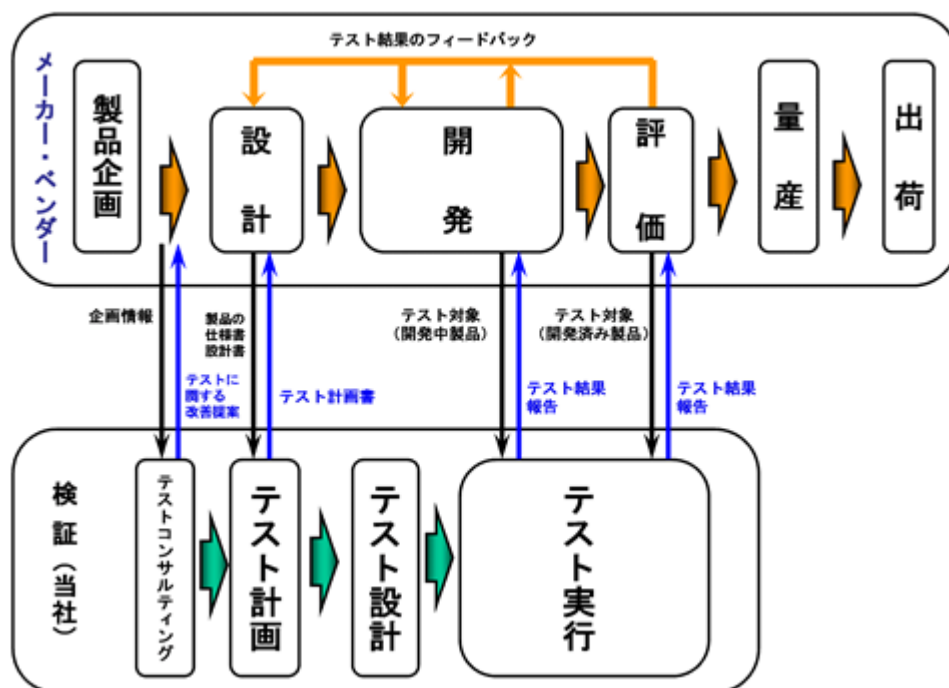 テスト結果のフィードバック
メーカー・ベンダー
製品企画
設計
開発
評価
量産
出荷
企画情報
製品の
仕様書
設計書
テスト対象
(開発中製品)
テスト対象
(開発済み製品)
テストに
関する
改善提案
テスト計画書
テスト結果
報告
テスト結果
報告
検証(当社)
テストコンサルティング
テスト計画
テスト設計
テスト実行